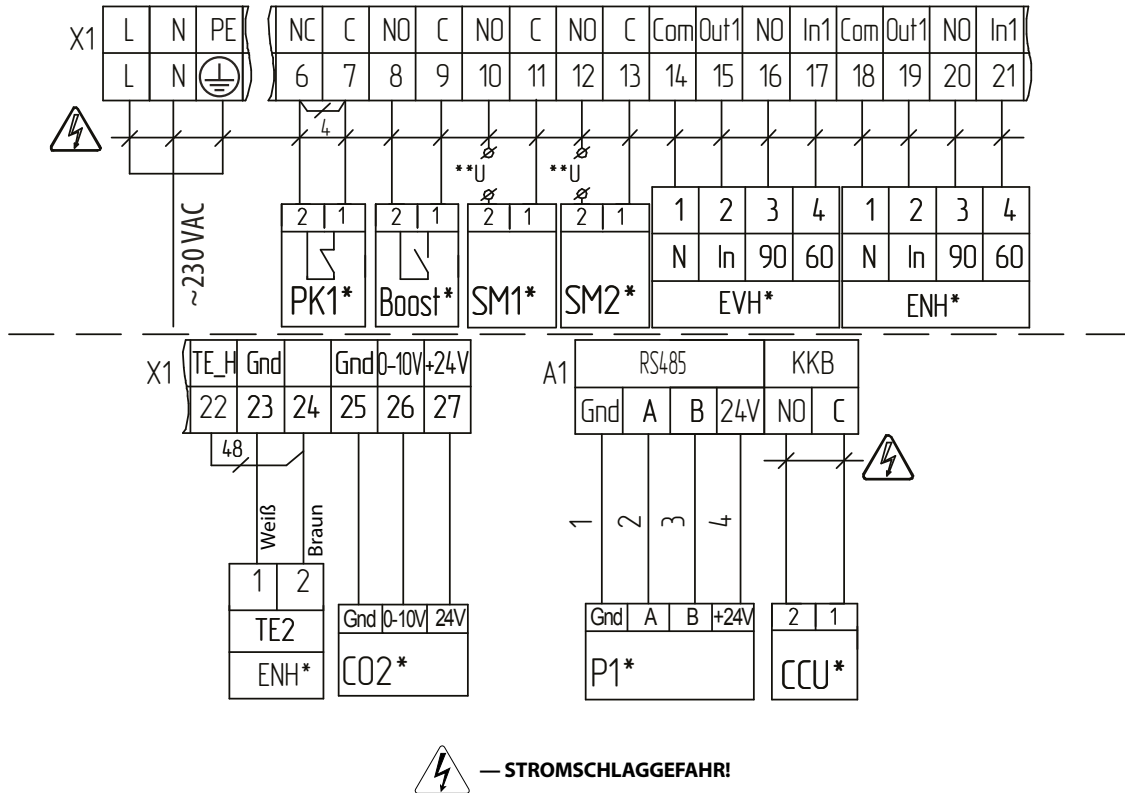 X1 L N PE NC C NO C NO C NO C Com Out1 NO In1 Com Out1 NO In1
L N 6 7 8 9 10 11 12 13 14 15 16 17 18 19 20 21
4
**U **U
~230 VAC
2 1 2 1 2 1 2 1 1 2 3 4 1 2 3 4
N In 90 60 N In 90 60
PK1* Boost* SM1* SM2* EVH* ENH*
X1 TE_H Gnd Gnd 0-10V +24V
22 23 24 25 26 27
48
Weiß
Braun
1 2
TE2
ENH*
Gnd 0-10V 24V
CO2*
A1 RS485 KKB
Gnd A B 24V NO C
1 2 3 4
Gnd A B +24V
P1*
2 1
CCU*
— STROMSCHLAGGEFAHR!